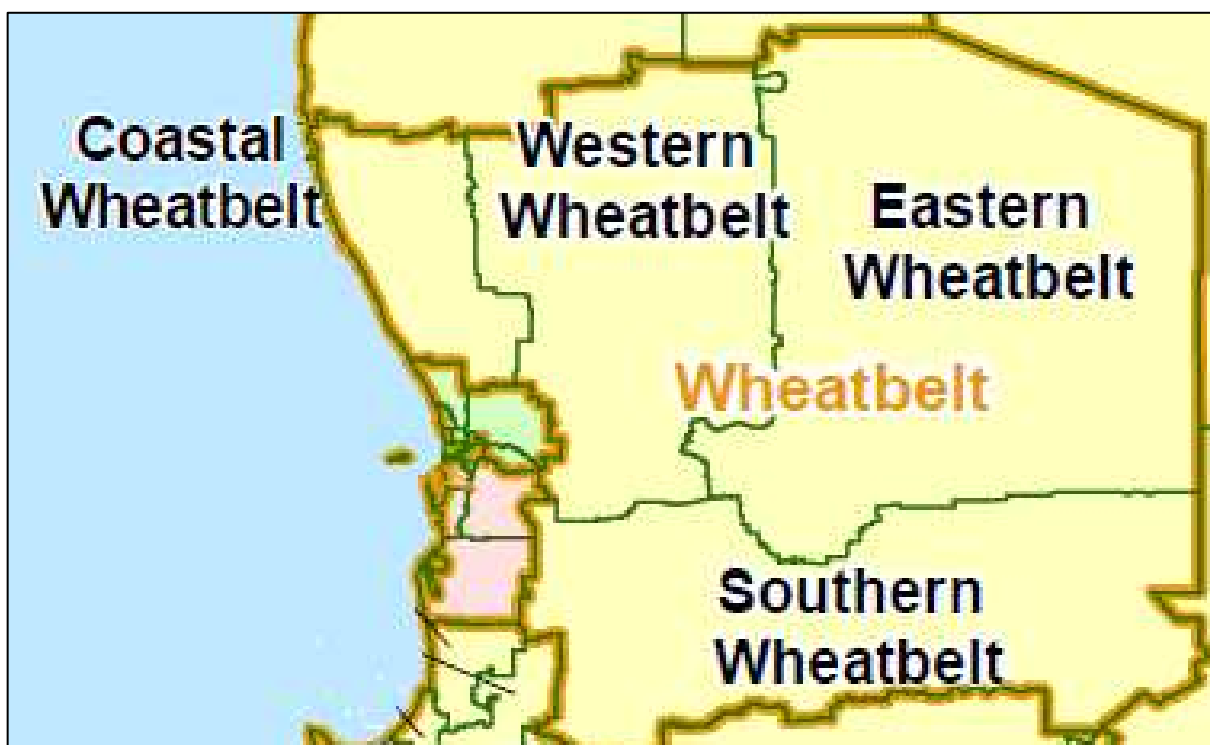 Coastal
Wheatbelt
Western
Wheatbelt
Eastern
Wheatbelt
Wheatbelt
Southern
Wheatbelt